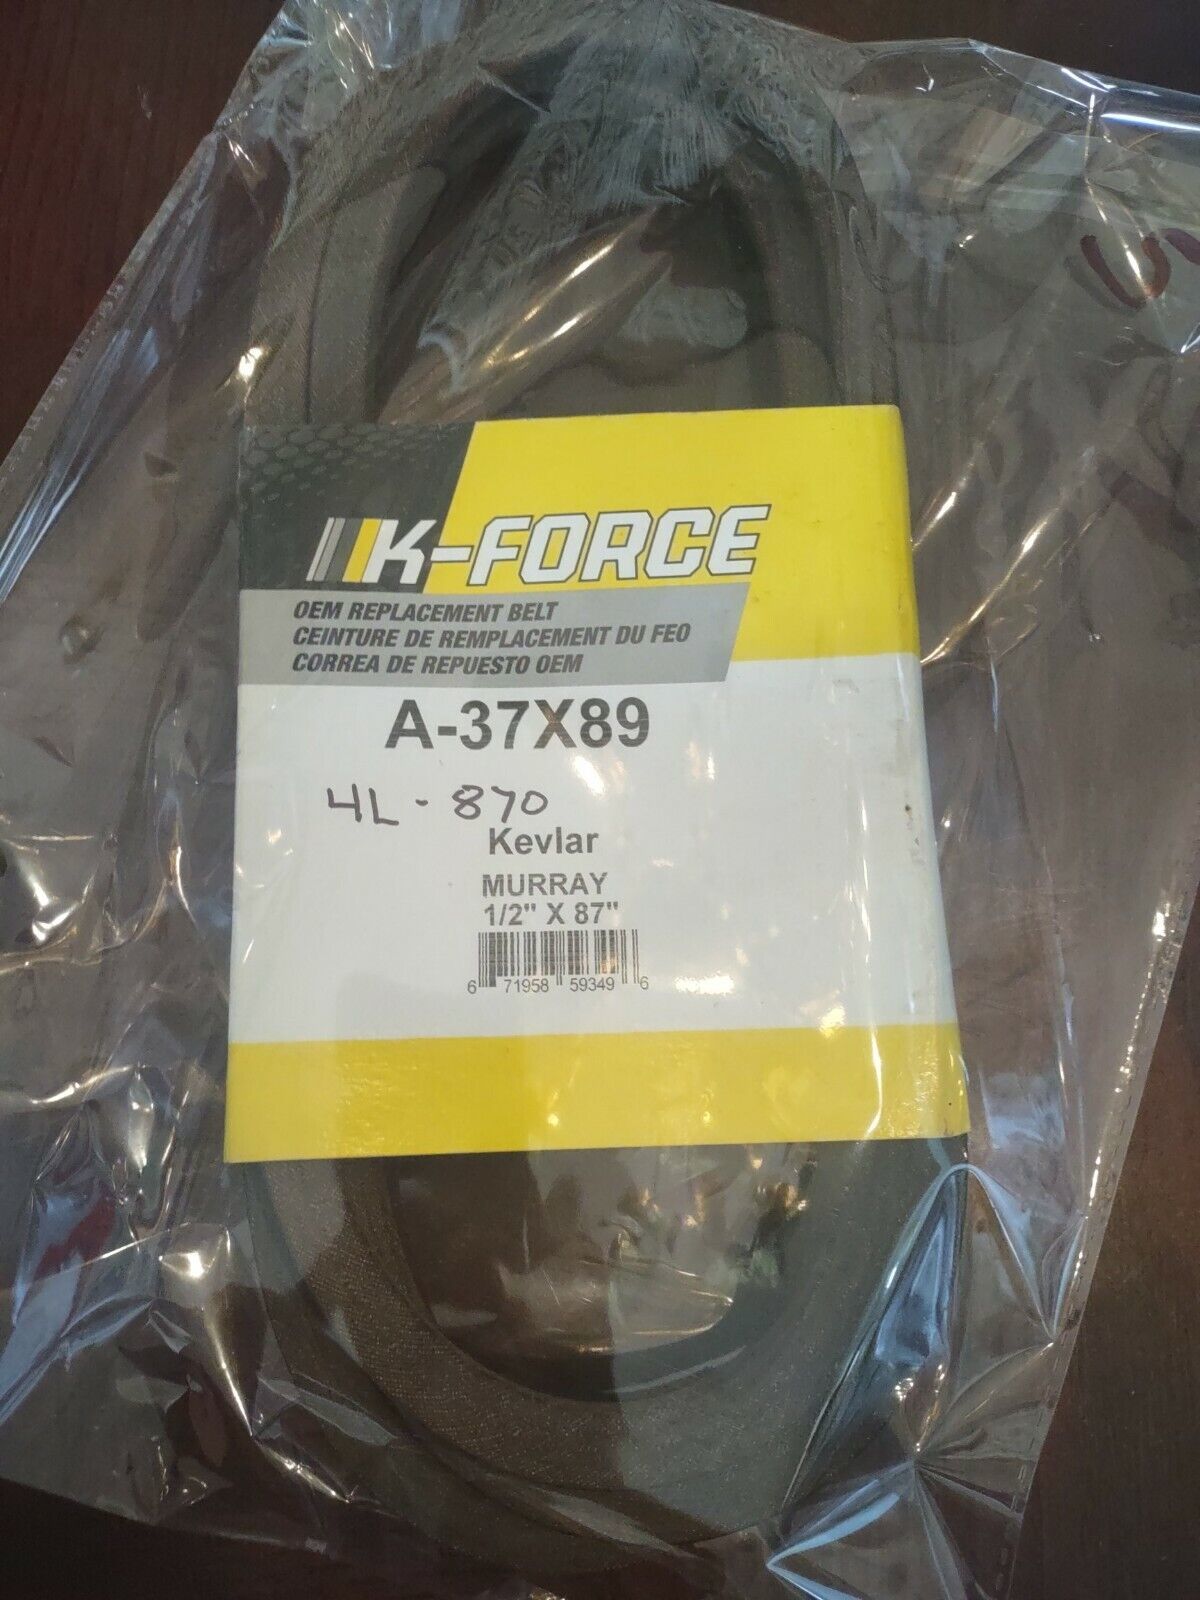 K-FORCE
OEM REPLACEMENT BELT
CEINTURE DE REMPLACEMENT DU FEO
CORREA DE REPUESTO OEM
A-37X89
4L - 870
Kevlar
MURRAY
1/2" X 87"
6 71958 59349 6